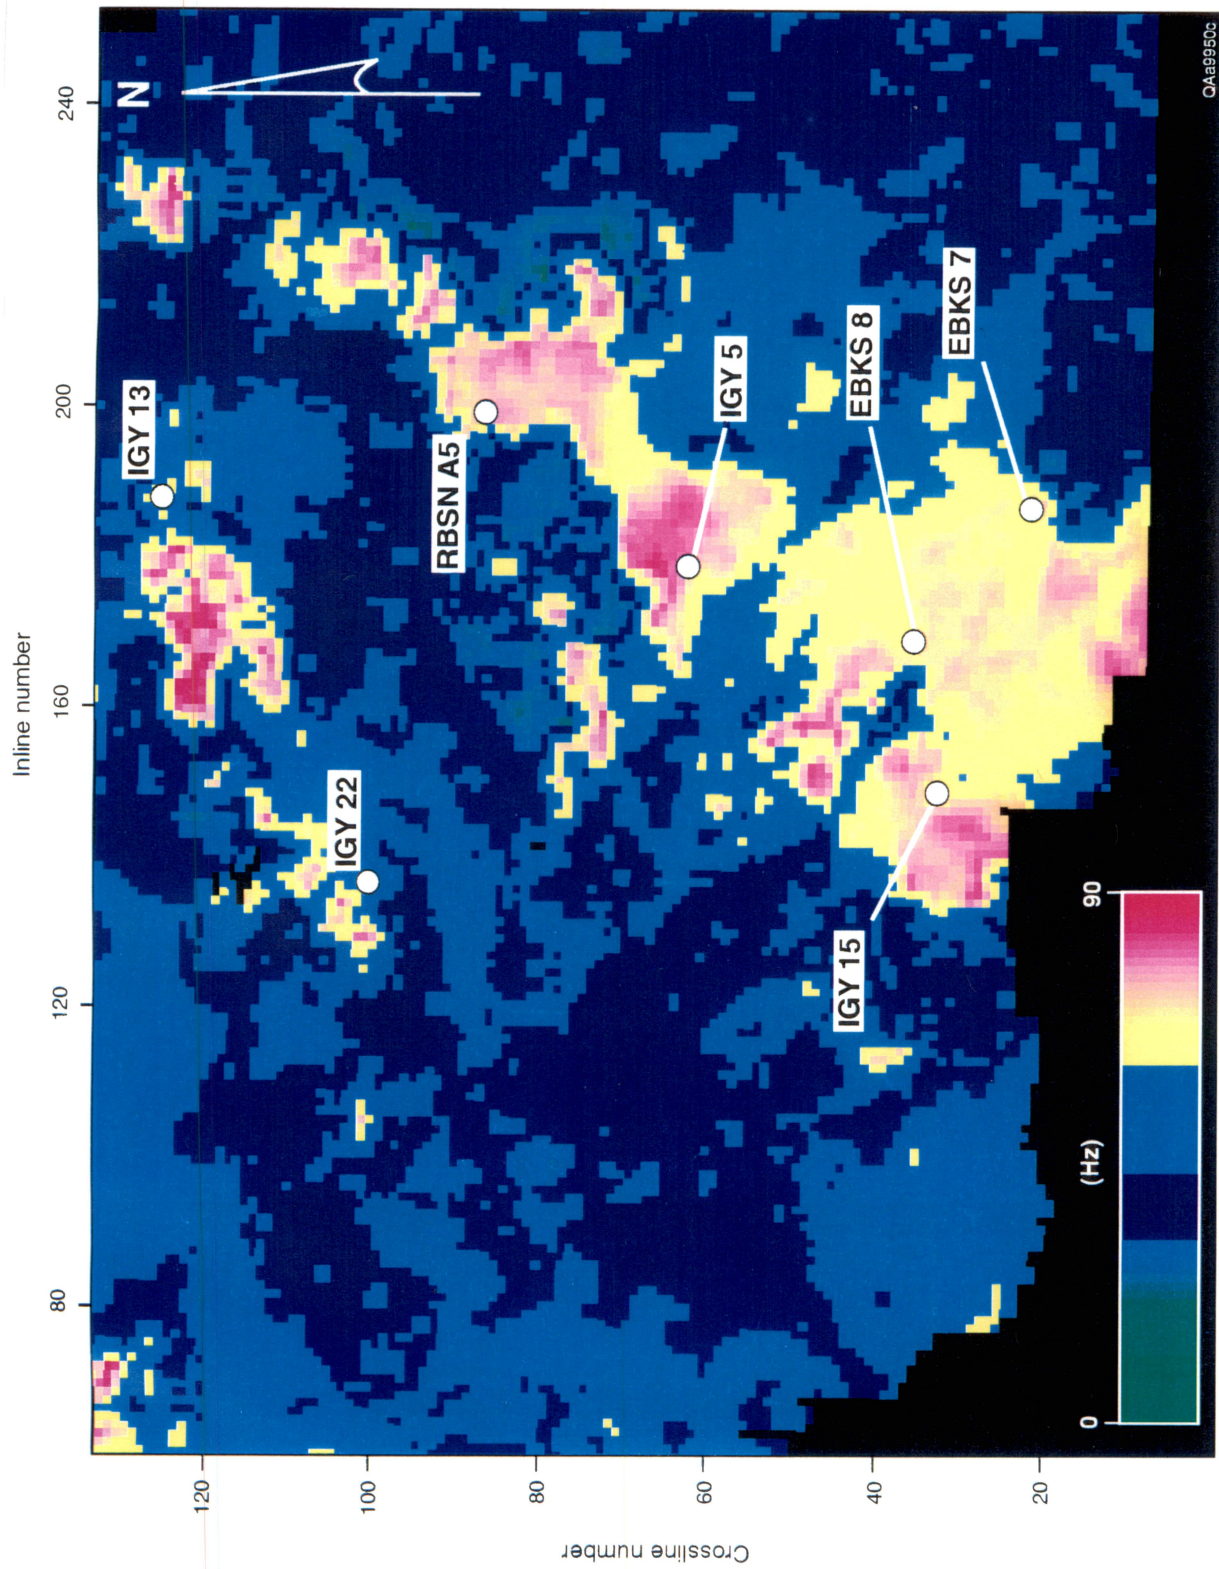 Inline number
80
120
160
200
240
N
IGY 13
IGY 22
RBSN A5
IGY 5
EBKS 8
EBKS 7
IGY 15
120
100
80
60
40
20
Crossline number
0
(Hz)
90
QAa9950c